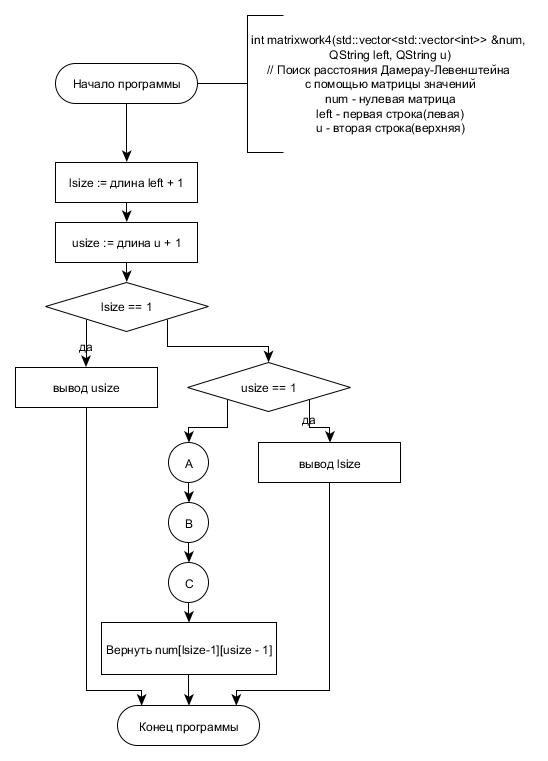 Начало программы
int matrixwork4(std::vector<std::vector<int>> &num,
QString left, QString u)
// Поиск расстояния Дамерау-Левенштейна
с помощью матрицы значений
num - нулевая матрица
left - первая строка(левая)
u - вторая строка(верхняя)
lsize := длина left + 1
usize := длина u + 1
lsize == 1
да
вывод usize
usize == 1
да
A
вывод lsize
B
C
Вернуть num[lsize-1][usize - 1]
Конец программы